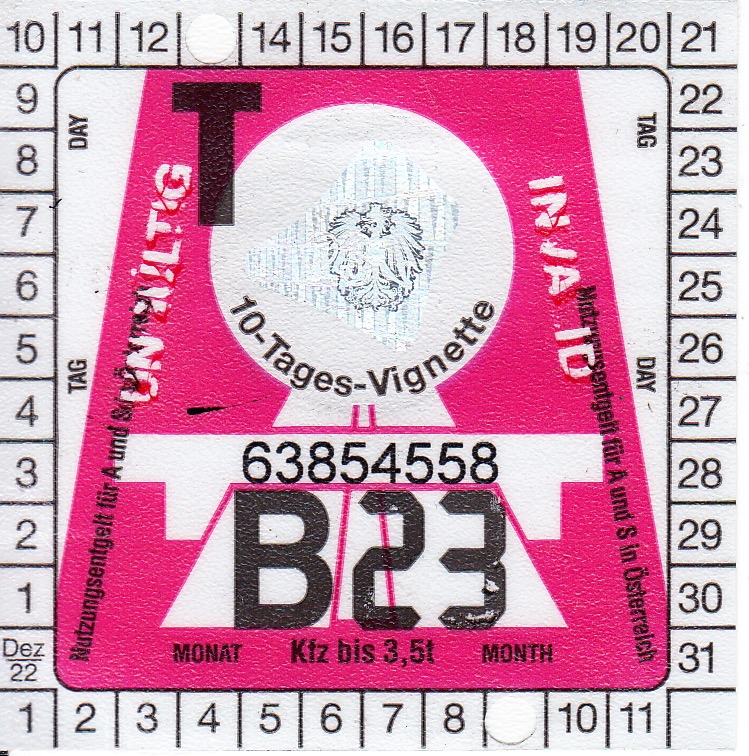 10 11 12 14 15 16 17 18 19 20 21
9 22
8 23
7 24
6 25
5 26
4 27
3 28
2 29
1 30
Dez 22 31
1 2 3 4 5 6 7 8 10 11
DAY
TAG
TAG
DAY
T
UNGÜLTIG
INVALID
10-Tages-Vignette
Nutzungsentgelt für A und S
Nutzungsentgelt für A und S in Österreich
63854558
B23
MONAT Kfz bis 3,5t MONTH